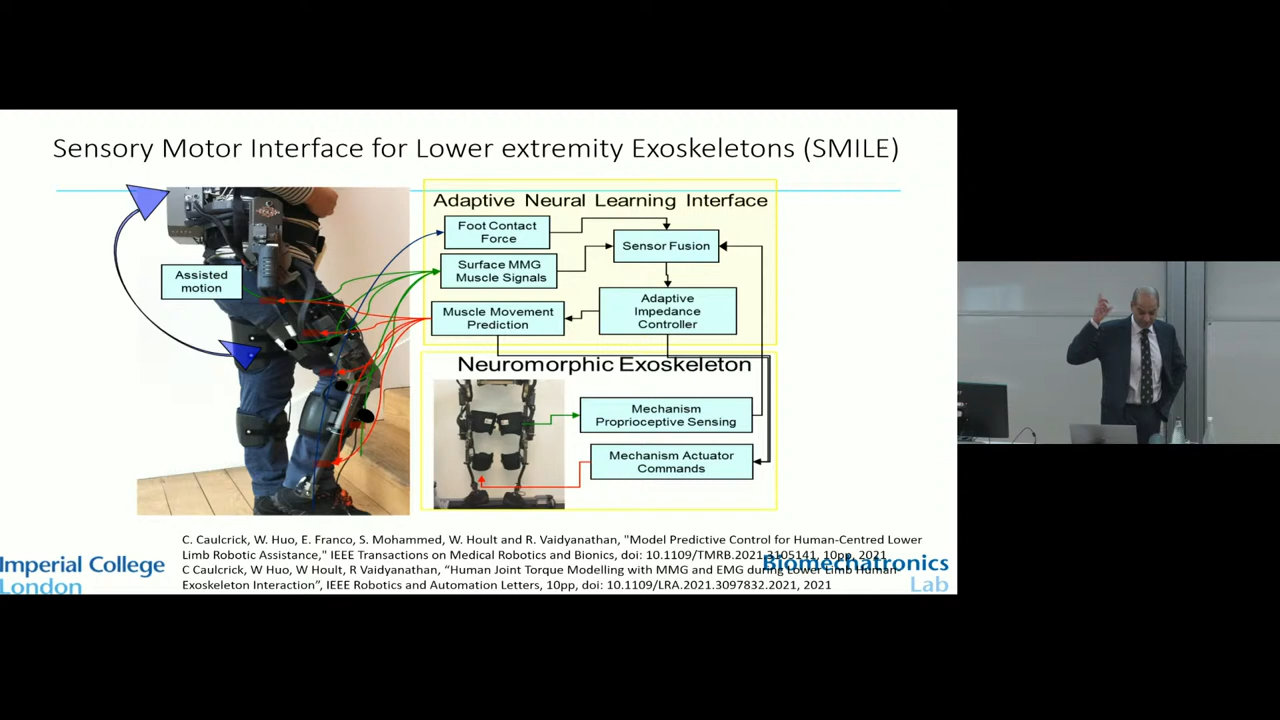 Sensory Motor Interface for Lower extremity Exoskeletons (SMILE)
Assisted
motion
Adaptive Neural Learning Interface
Foot Contact
Force
Sensor Fusion
Surface MMG
Muscle Signals
Muscle Movement
Prediction
Adaptive
Impedance
Controller
Neuromorphic Exoskeleton
Mechanism
Proprioceptive Sensing
Mechanism Actuator
Commands
C. Caulcrick, W. Huo, E. Franco, S. Mohammed, W. Hoult and R. Vaidyanathan, "Model Predictive Control for Human-Centred Lower
Limb Robotic Assistance," IEEE Transactions on Medical Robotics and Bionics, doi: 10.1109/TMRB.2021.3105141, 10pp, 2021
C Caulcrick, W Huo, W Hoult, R Vaidyanathan, “Human Joint Torque Modelling with MMG and EMG during Lower Limb Human-
Exoskeleton Interaction”, IEEE Robotics and Automation Letters, 10pp, doi: 10.1109/LRA.2021.3097832.2021, 2021
Imperial College
London
Biomechatronics
Lab